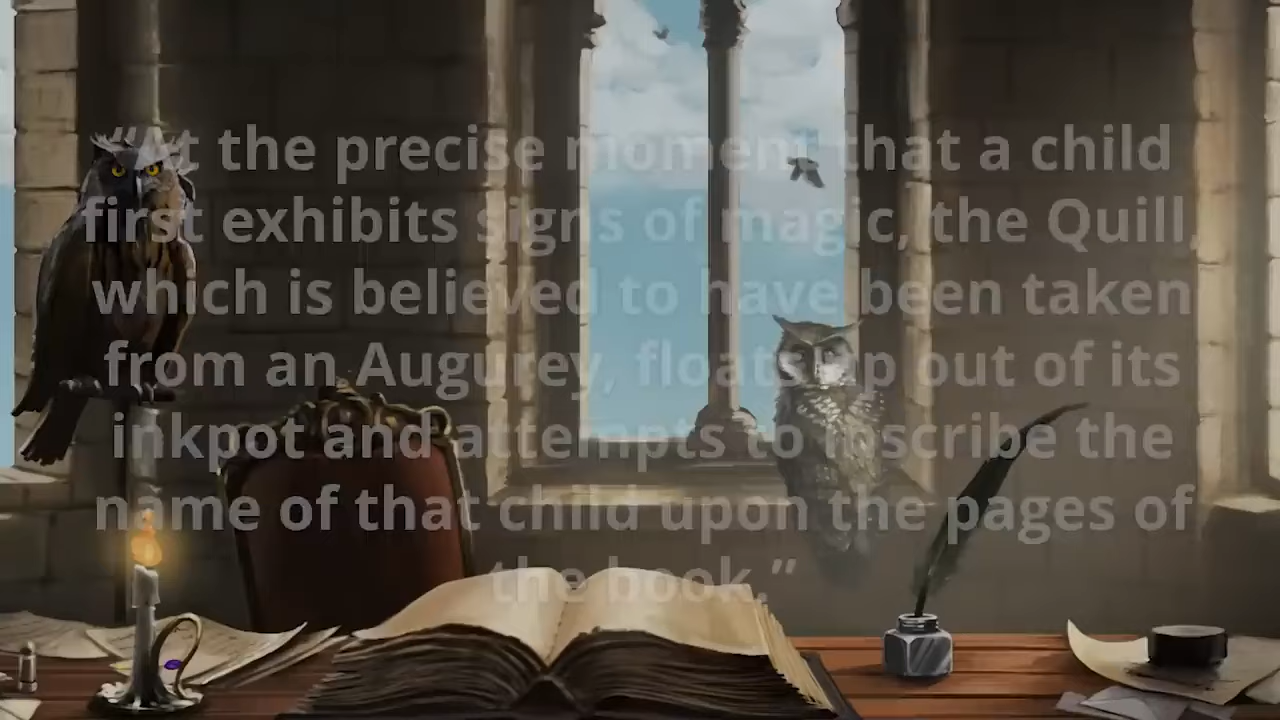 “At the precise moment that a child
first exhibits signs of magic, the Quill,
which is believed to have been taken
from an Augurey, floats up out of its
inkpot and attempts to inscribe the
name of that child upon the pages of
the book.”